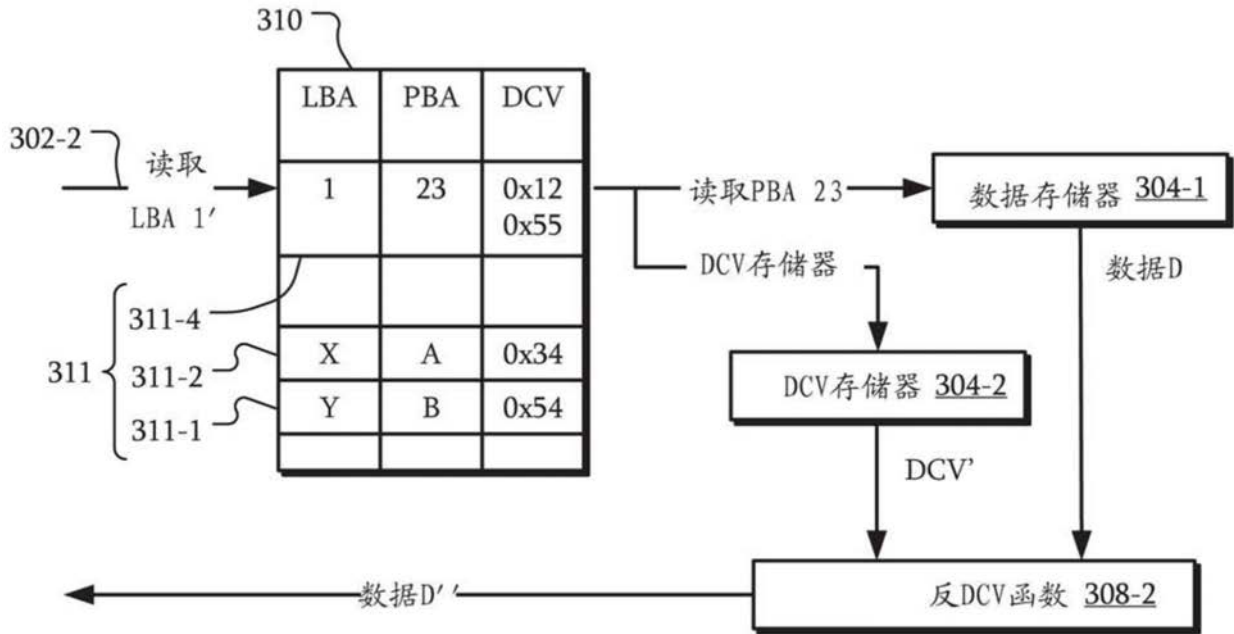 310
LBA PBA DCV
302-2
读取
LBA 1′
1 23 0x12
0x55
读取PBA 23
数据存储器 304-1
DCV存储器
数据D
311
311-4
311-2
X A 0x34
311-1
Y B 0x54
DCV存储器 304-2
DCV’
数据D′′
反DCV函数 308-2